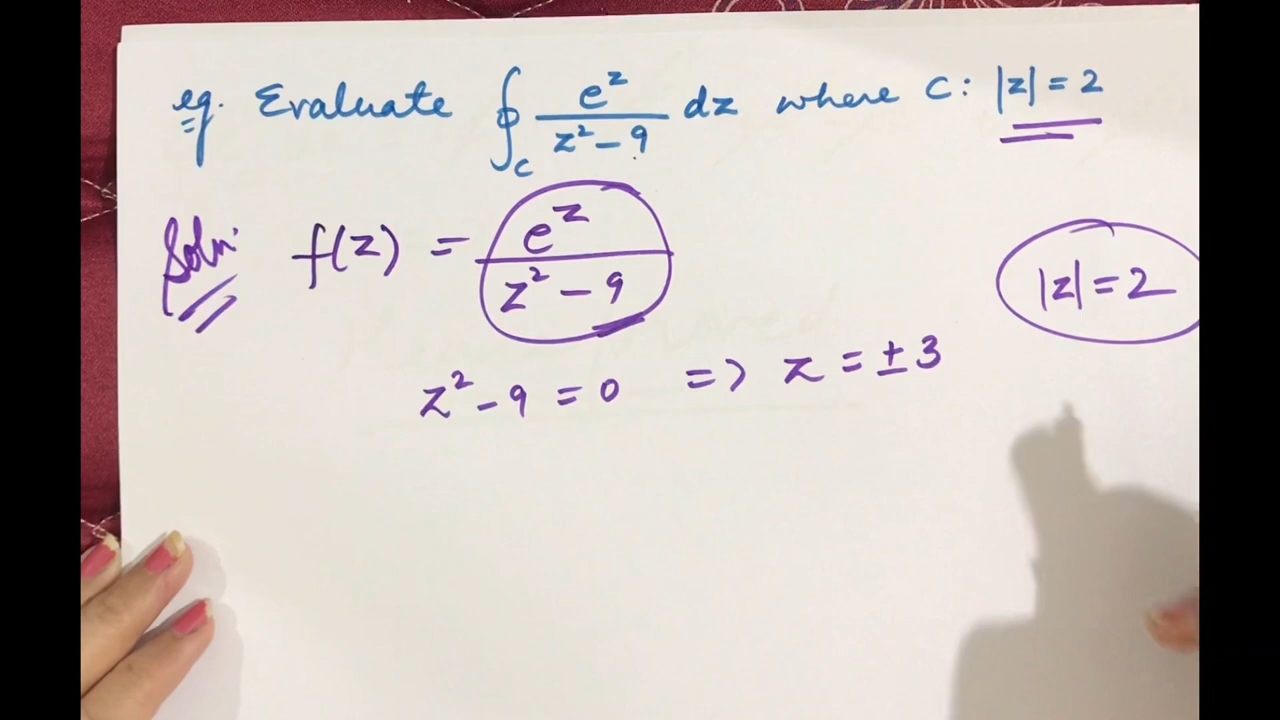 eg. Evaluate ∮_C e^z/(z²-9) dz where C: |z| = 2
Soln: f(z) = e^z/(z²-9)
|z| = 2
z²-9 = 0 => z = ±3